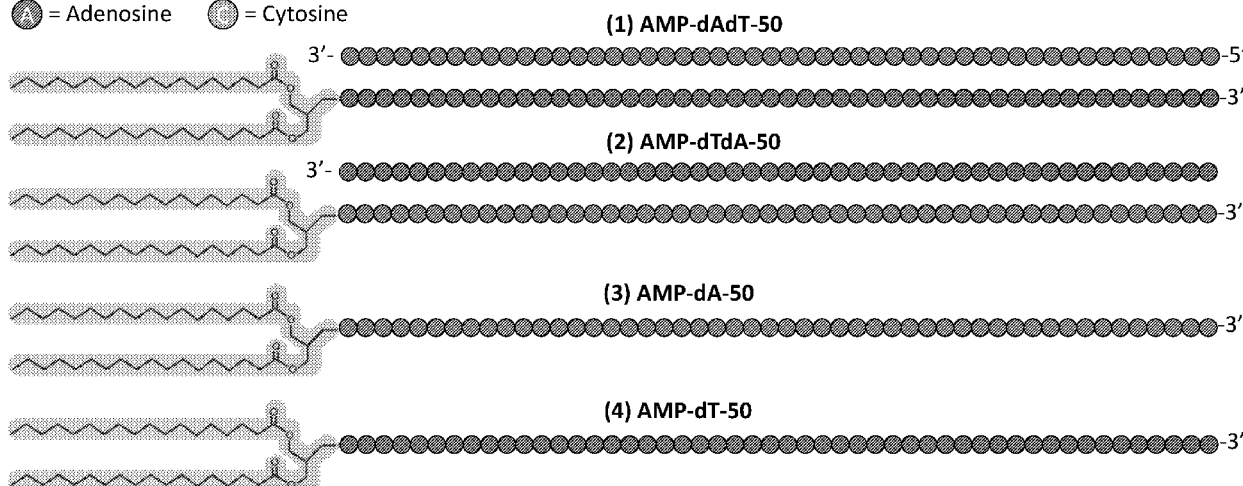 A = Adenosine C = Cytosine
(1) AMP-dAdT-50
3'- -5'
-3'
(2) AMP-dTdA-50
3'-
-3'
(3) AMP-dA-50
-3'
(4) AMP-dT-50
-3'